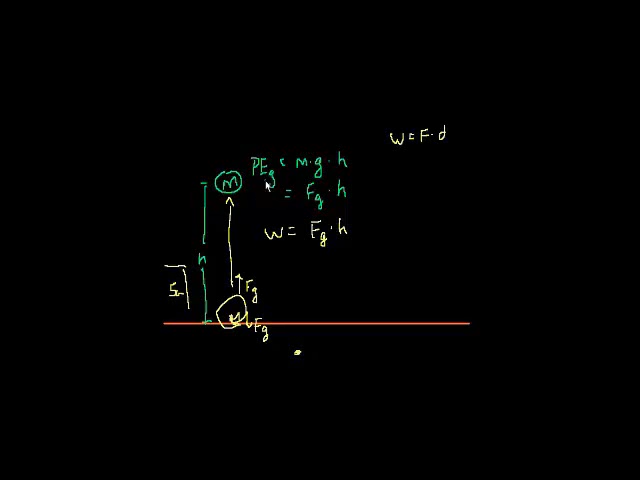 W = F · d
PEg = m · g · h
m
= Fg · h
W = Fg · h
h
5m
Fg
M
Fg